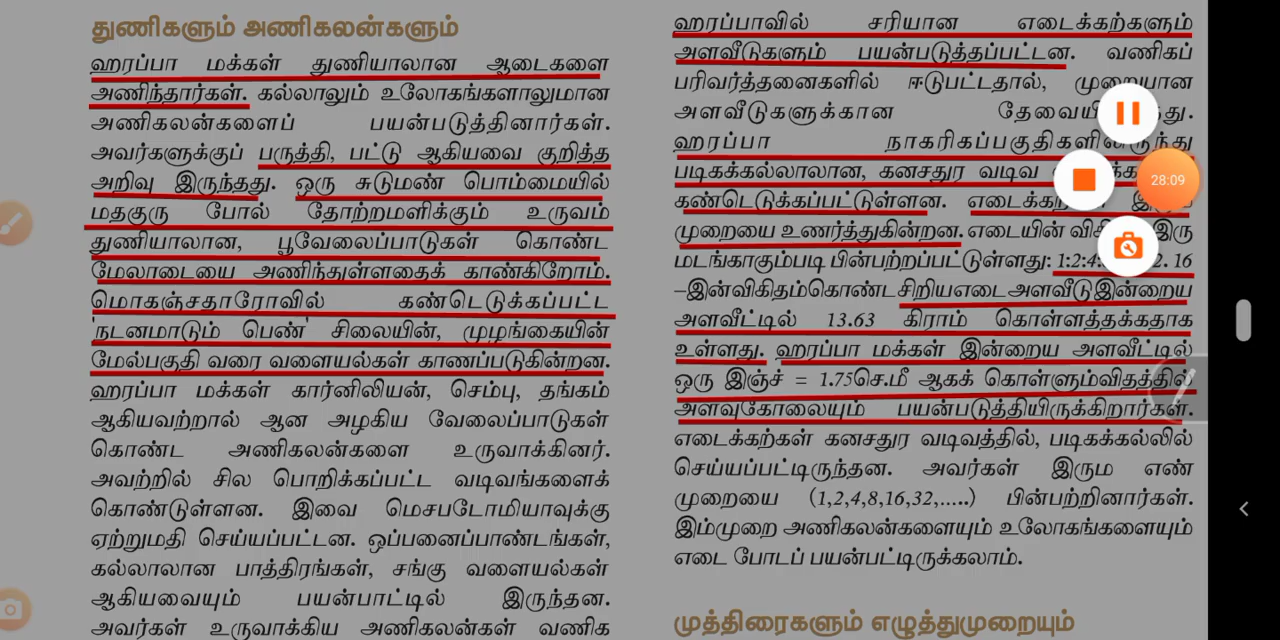 துணிகளும் அணிகலன்களும்
ஹரப்பா மக்கள் துணியாலான ஆடைகளை
அணிந்தார்கள். கல்லாலும் உலோகங்களாலுமான
அணிகலன்களைப் பயன்படுத்தினார்கள்.
அவர்களுக்குப் பருத்தி, பட்டு ஆகியவை குறித்த
அறிவு இருந்தது. ஒரு சுடுமண் பொம்மையில்
மதகுரு போல் தோற்றமளிக்கும் உருவம்
துணியாலான, பூவேலைப்பாடுகள் கொண்ட
மேலாடையை அணிந்துள்ளதைக் காண்கிறோம்.
மொகஞ்சதாரோவில் கண்டெடுக்கப்பட்ட
'நடனமாடும் பெண்' சிலையின், முழங்கையின்
மேல்பகுதி வரை வளையல்கள் காணப்படுகின்றன.
ஹரப்பா மக்கள் கார்னிலியன், செம்பு, தங்கம்
ஆகியவற்றால் ஆன அழகிய வேலைப்பாடுகள்
கொண்ட அணிகலன்களை உருவாக்கினர்.
அவற்றில் சில பொறிக்கப்பட்ட வடிவங்களைக்
கொண்டுள்ளன. இவை மெசபடோமியாவுக்கு
ஏற்றுமதி செய்யப்பட்டன. ஒப்பனைப்பாண்டங்கள்,
கல்லாலான பாத்திரங்கள், சங்கு வளையல்கள்
ஆகியவையும் பயன்பாட்டில் இருந்தன.
அவர்கள் உருவாக்கிய அணிகலன்கள் வணிக
ஹரப்பாவில் சரியான எடைக்கற்களும்
அளவீடுகளும் பயன்படுத்தப்பட்டன. வணிகப்
பரிவர்த்தனைகளில் ஈடுபட்டதால், முறையான
அளவீடுகளுக்கான
ஹரப்பா நாகரிகப்பகுதிகளிலிருந்து
படிகக்கல்லாலான, கனசதுர வடிவ
கண்டெடுக்கப்பட்டுள்ளன.
முறையை உணர்த்துகின்றன. எடையின் இரு
மடங்காகும்படி பின்பற்றப்பட்டுள்ளது: 1:2:4: 16
–இன்விகிதம்கொண்ட சிறியஎடைஅளவீடுஇன்றைய
அளவீட்டில் 13.63 கிராம் கொள்ளத்தக்கதாக
உள்ளது. ஹரப்பா மக்கள் இன்றைய அளவீட்டில்
ஒரு இஞ்ச் = 1.75செ.மீ ஆகக் கொள்ளும்விதத்தில்
அளவுகோலையும் பயன்படுத்தியிருக்கிறார்கள்.
எடைக்கற்கள் கனசதுர வடிவத்தில், படிகக்கல்லில்
செய்யப்பட்டிருந்தன. அவர்கள் இரும எண்
முறையை (1,2,4,8,16,32,.....) பின்பற்றினார்கள்.
இம்முறை அணிகலன்களையும் உலோகங்களையும்
எடை போடப் பயன்பட்டிருக்கலாம்.
முத்திரைகளும் எழுத்துமுறையும்
28:09